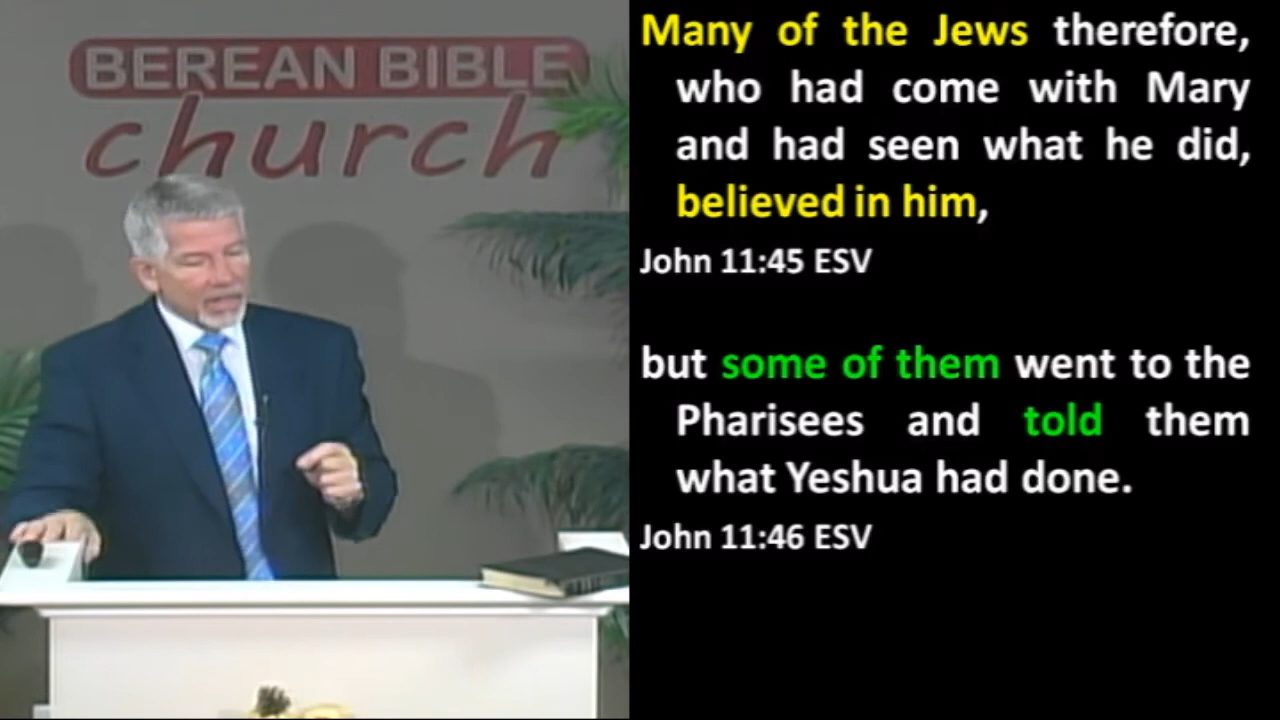 BEREAN BIBLE
church
Many of the Jews therefore,
who had come with Mary
and had seen what he did,
believed in him,
John 11:45 ESV
but some of them went to the
Pharisees and told them
what Yeshua had done.
John 11:46 ESV